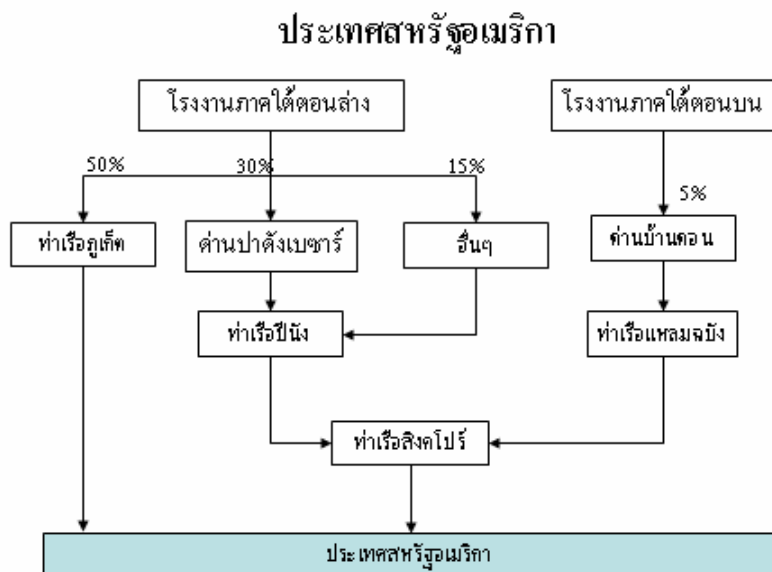 ประเทศสหรัฐอเมริกา
โรงงานภาคใต้ตอนล่าง
โรงงานภาคใต้ตอนบน
50%
30%
15%
5%
ท่าเรือภูเก็ต
ด่านปาดังเบซาร์
อื่นๆ
ด่านบ้านดอน
ท่าเรือปีนัง
ท่าเรือแหลมฉบัง
ท่าเรือสิงคโปร์
ประเทศสหรัฐอเมริกา